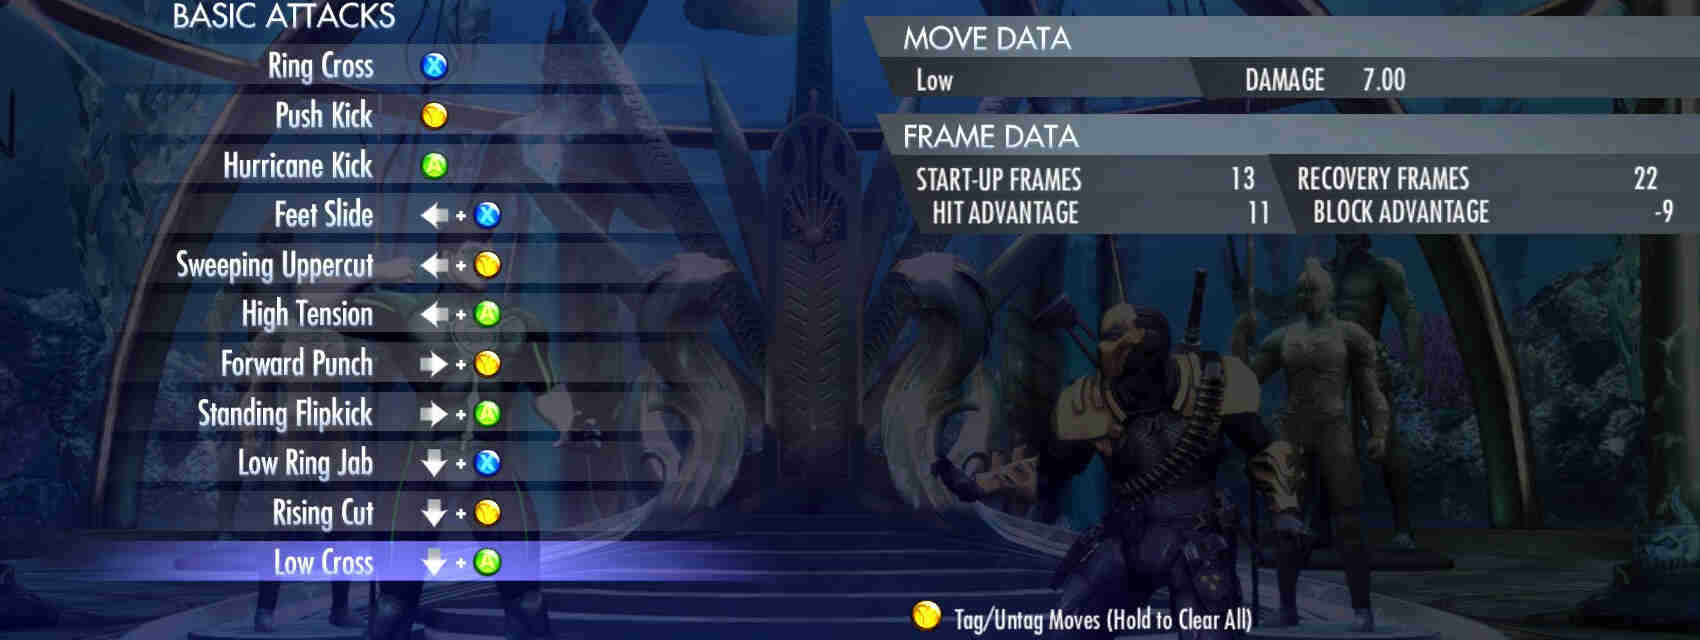 BASIC ATTACKS
Ring Cross X
Push Kick Y
Hurricane Kick A
Feet Slide + X
Sweeping Uppercut + Y
High Tension + A
Forward Punch + Y
Standing Flipkick + A
Low Ring Jab + X
Rising Cut + Y
Low Cross + A
MOVE DATA
Low DAMAGE 7.00
FRAME DATA
START-UP FRAMES 13 RECOVERY FRAMES 22
HIT ADVANTAGE 11 BLOCK ADVANTAGE -9
Y Tag/Untag Moves (Hold to Clear All)